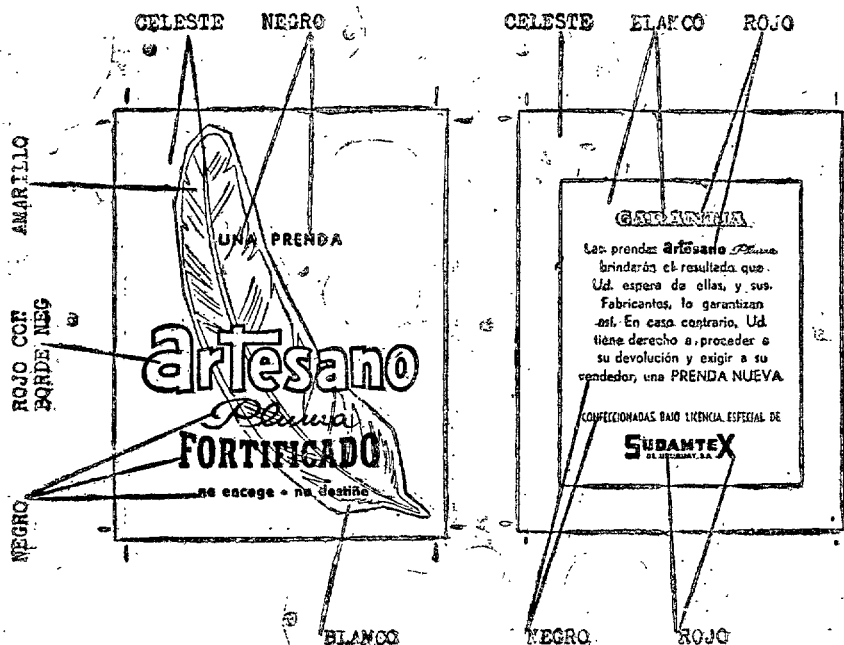 CELESTE NEGRO
AMARILLO
ROJO CON
BORDE NEG
NEGRO
UNA PRENDA
artesano
Pluma
FORTIFICADO
no encoge - no destiñe
BLANCO
CELESTE BLANCO ROJO
GARANTIA
Las prendas artesano Pluma
brindarán el resultado que
Ud. espera de ellas, y sus
Fabricantes, lo garantizan
así. En caso contrario, Ud.
tiene derecho a proceder a
su devolución y exigir a su
vendedor, una PRENDA NUEVA
CONFECCIONADAS BAJO LICENCIA ESPECIAL DE
SUDAMTEX
DE URUGUAY, S.A.
NEGRO ROJO